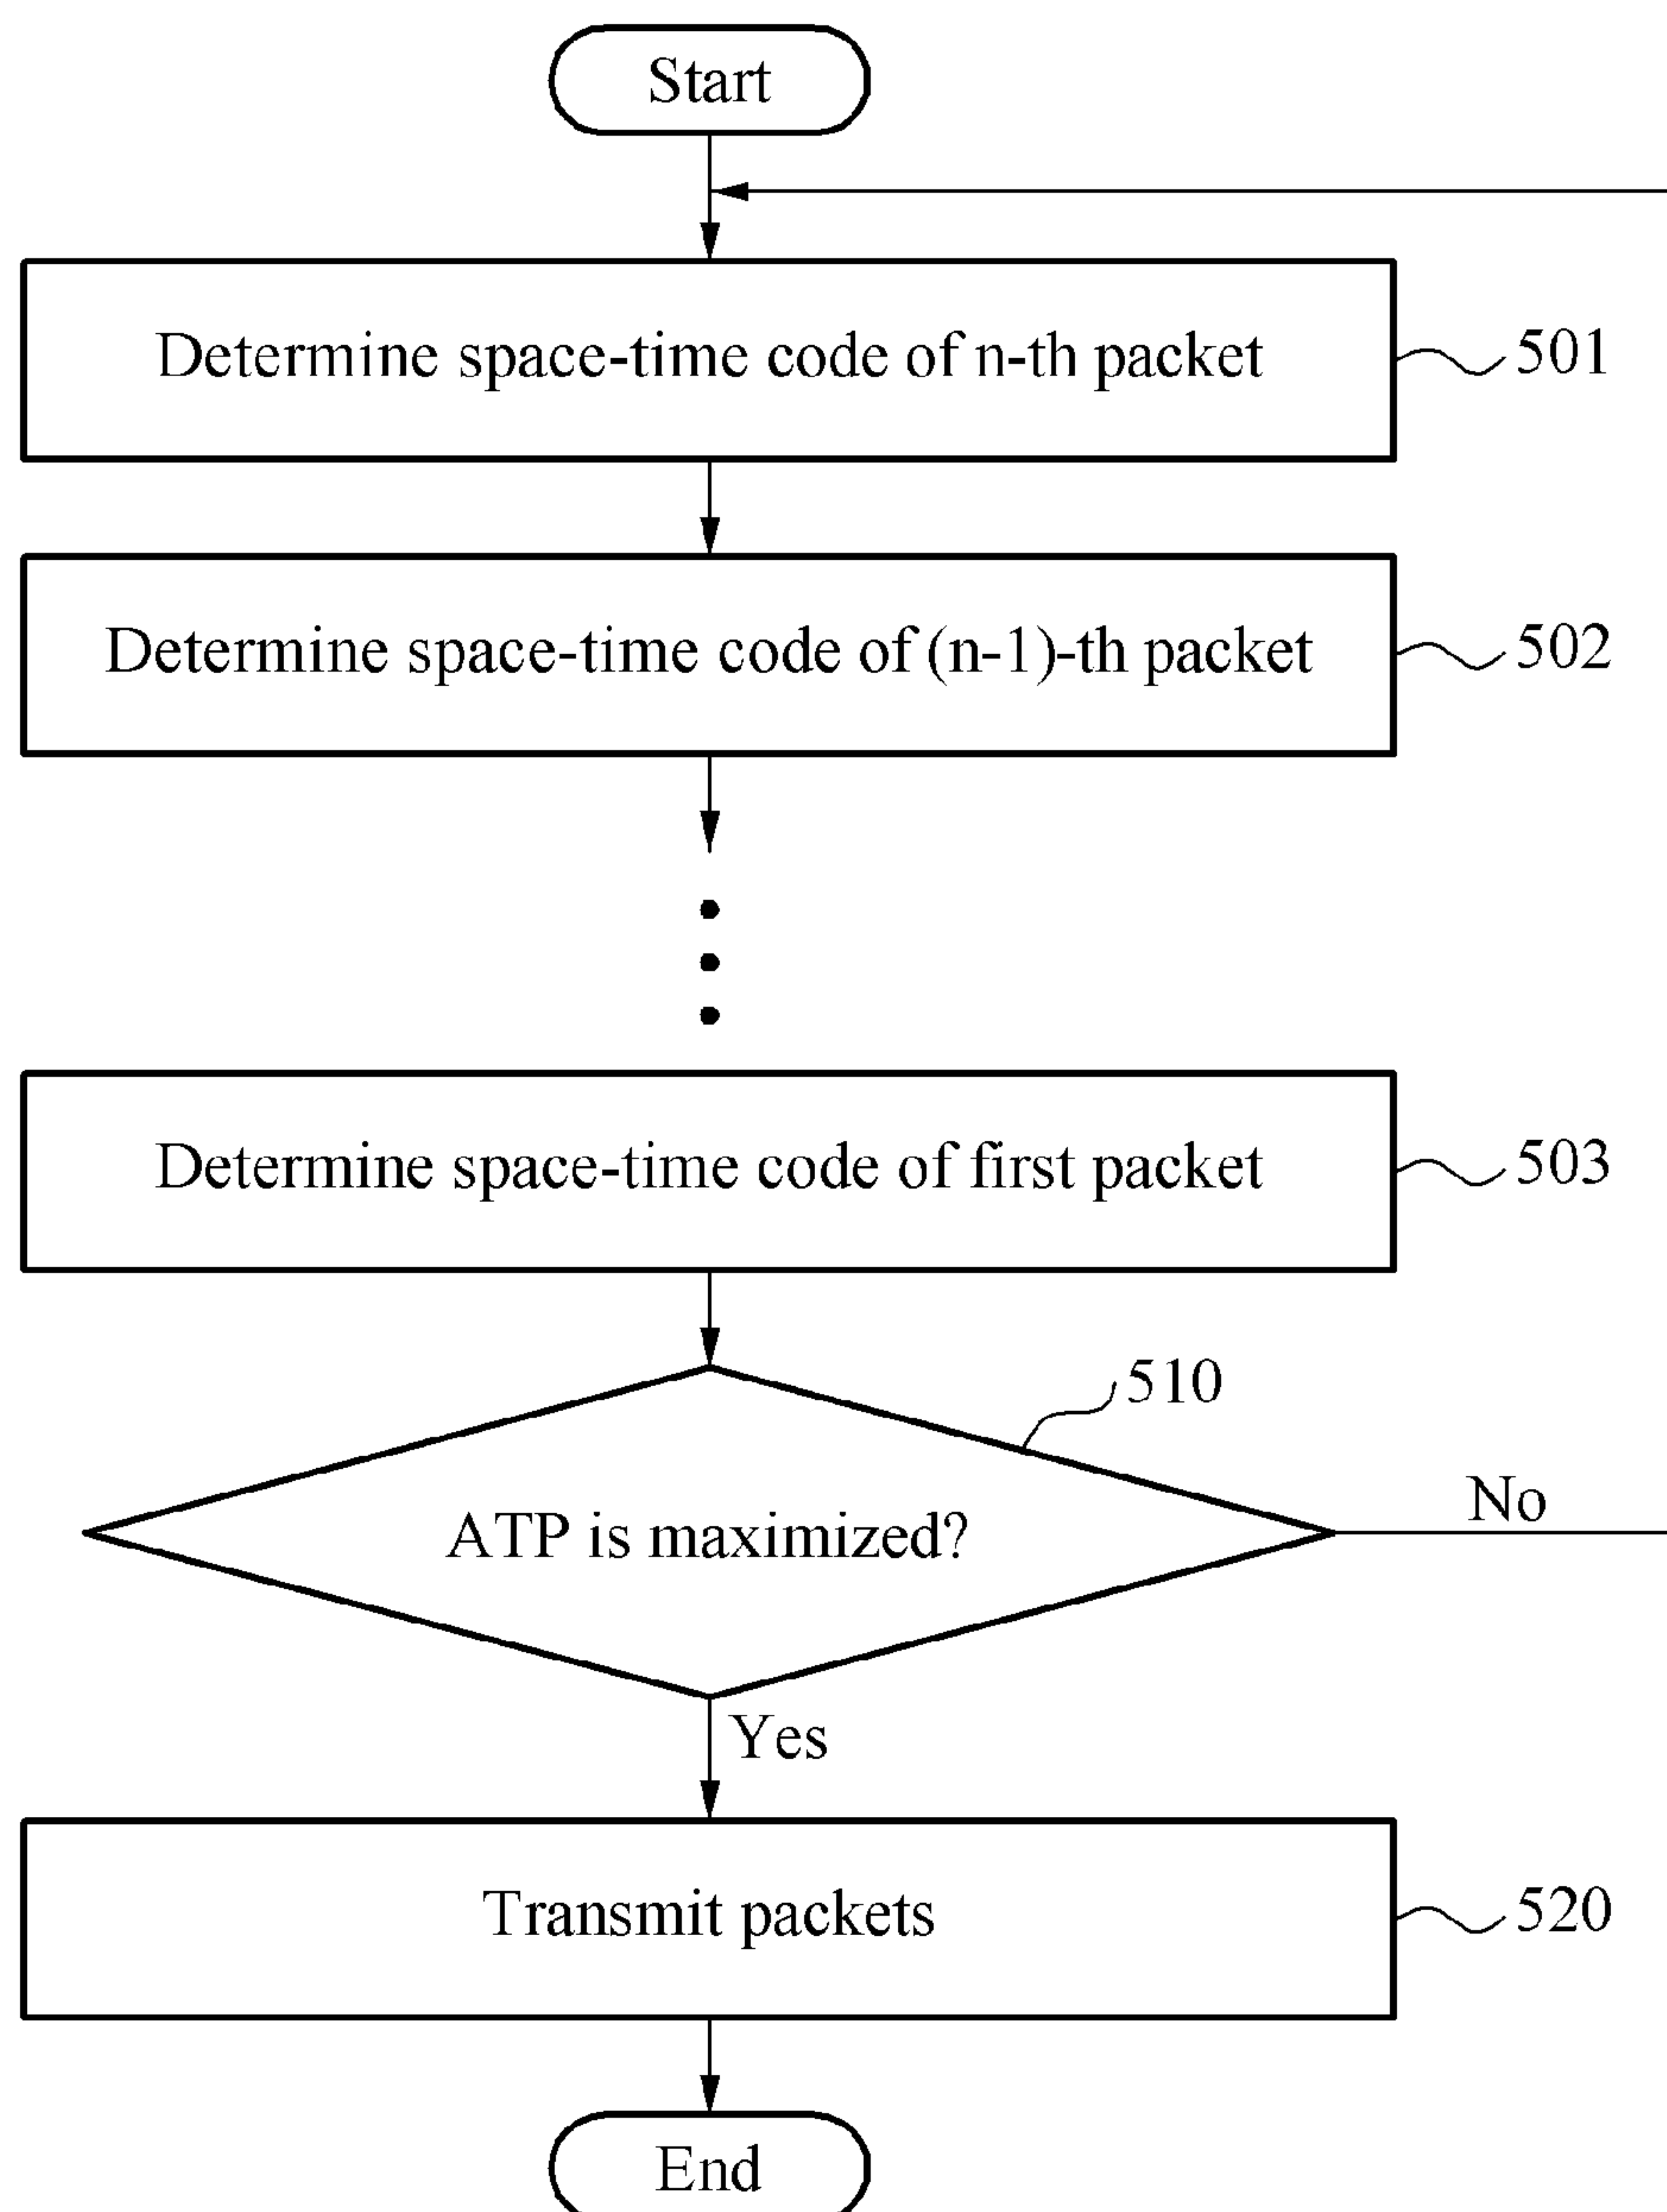 Start
Determine space-time code of n-th packet
501
Determine space-time code of (n-1)-th packet
502
Determine space-time code of first packet
503
510
ATP is maximized?
No
Yes
Transmit packets
520
End